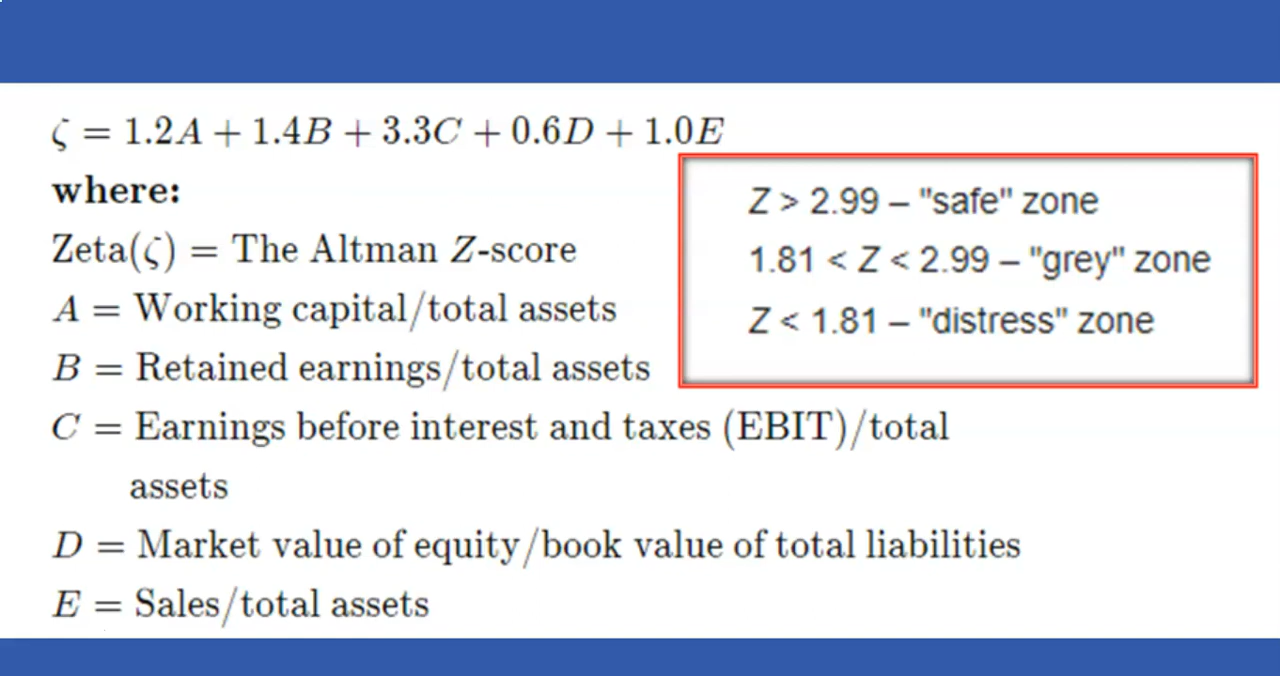 ζ = 1.2A + 1.4B + 3.3C + 0.6D + 1.0E
where:
Zeta(ζ) = The Altman Z-score
A = Working capital/total assets
B = Retained earnings/total assets
C = Earnings before interest and taxes (EBIT)/total
assets
D = Market value of equity/book value of total liabilities
E = Sales/total assets
Z > 2.99 – "safe" zone
1.81 < Z < 2.99 – "grey" zone
Z < 1.81 – "distress" zone